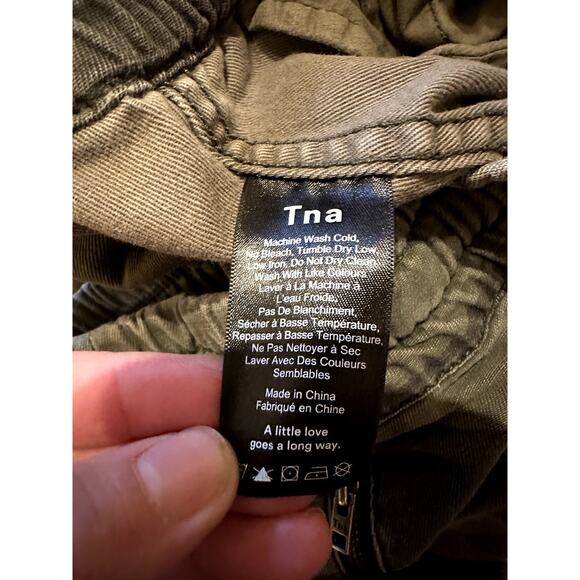 Tna
Machine Wash Cold,
No Bleach, Tumble Dry Low,
Low Iron, Do Not Dry Clean,
Wash With Like Colours.
Laver à La Machine à
L'eau Froide,
Pas De Blanchiment,
Sécher à Basse Température,
Repasser à Basse Température,
Ne Pas Nettoyer à Sec
Laver Avec Des Couleurs
Semblables
Made in China
Fabriqué en Chine
A little love
goes a long way.